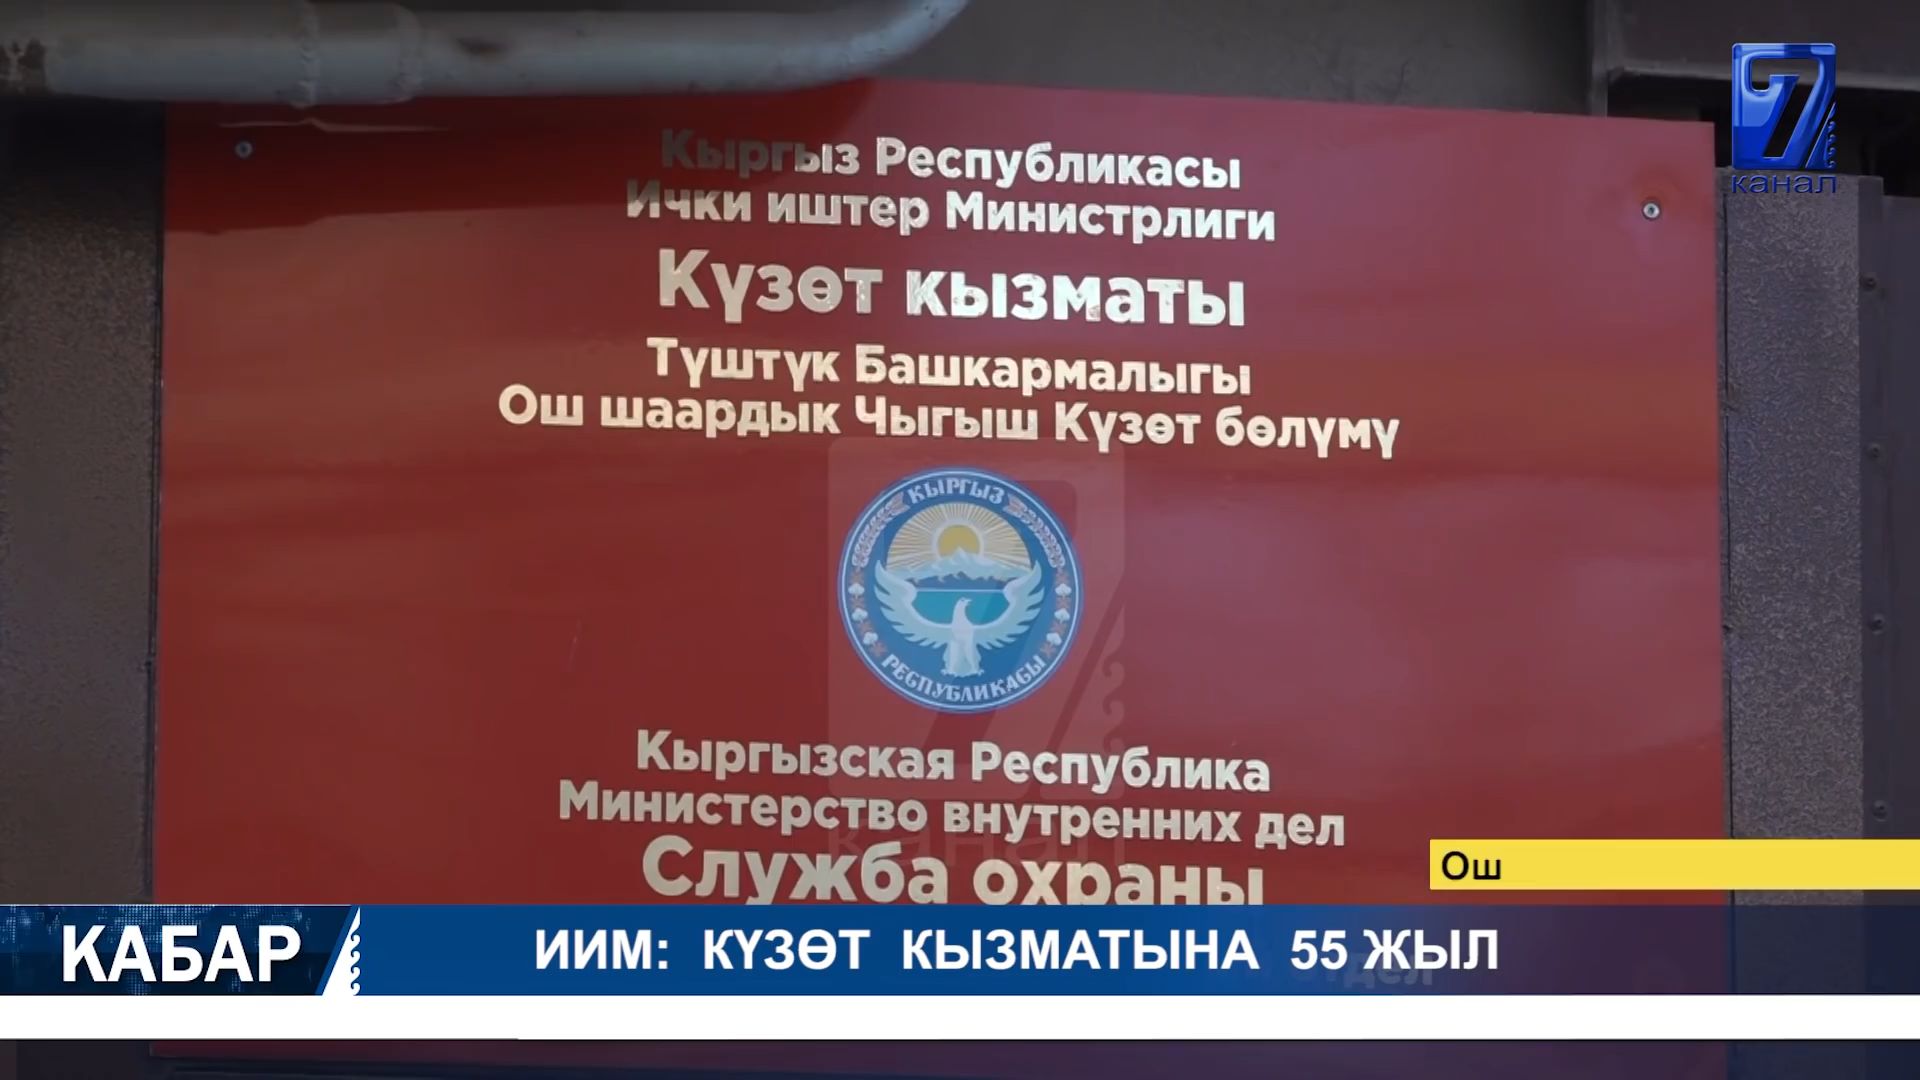 7
канал
Кыргыз Республикасы
Ички иштер Министрлиги
Күзөт кызматы
Түштүк Башкармалыгы
Ош шаардык Чыгыш Күзөт бөлүмү
КЫРГЫЗ
РЕСПУБЛИКАСЫ
Кыргызская Республика
Министерство внутренних дел
Служба охраны
Ош
КАБАР
ИИМ: КҮЗӨТ КЫЗМАТЫНА 55 ЖЫЛ